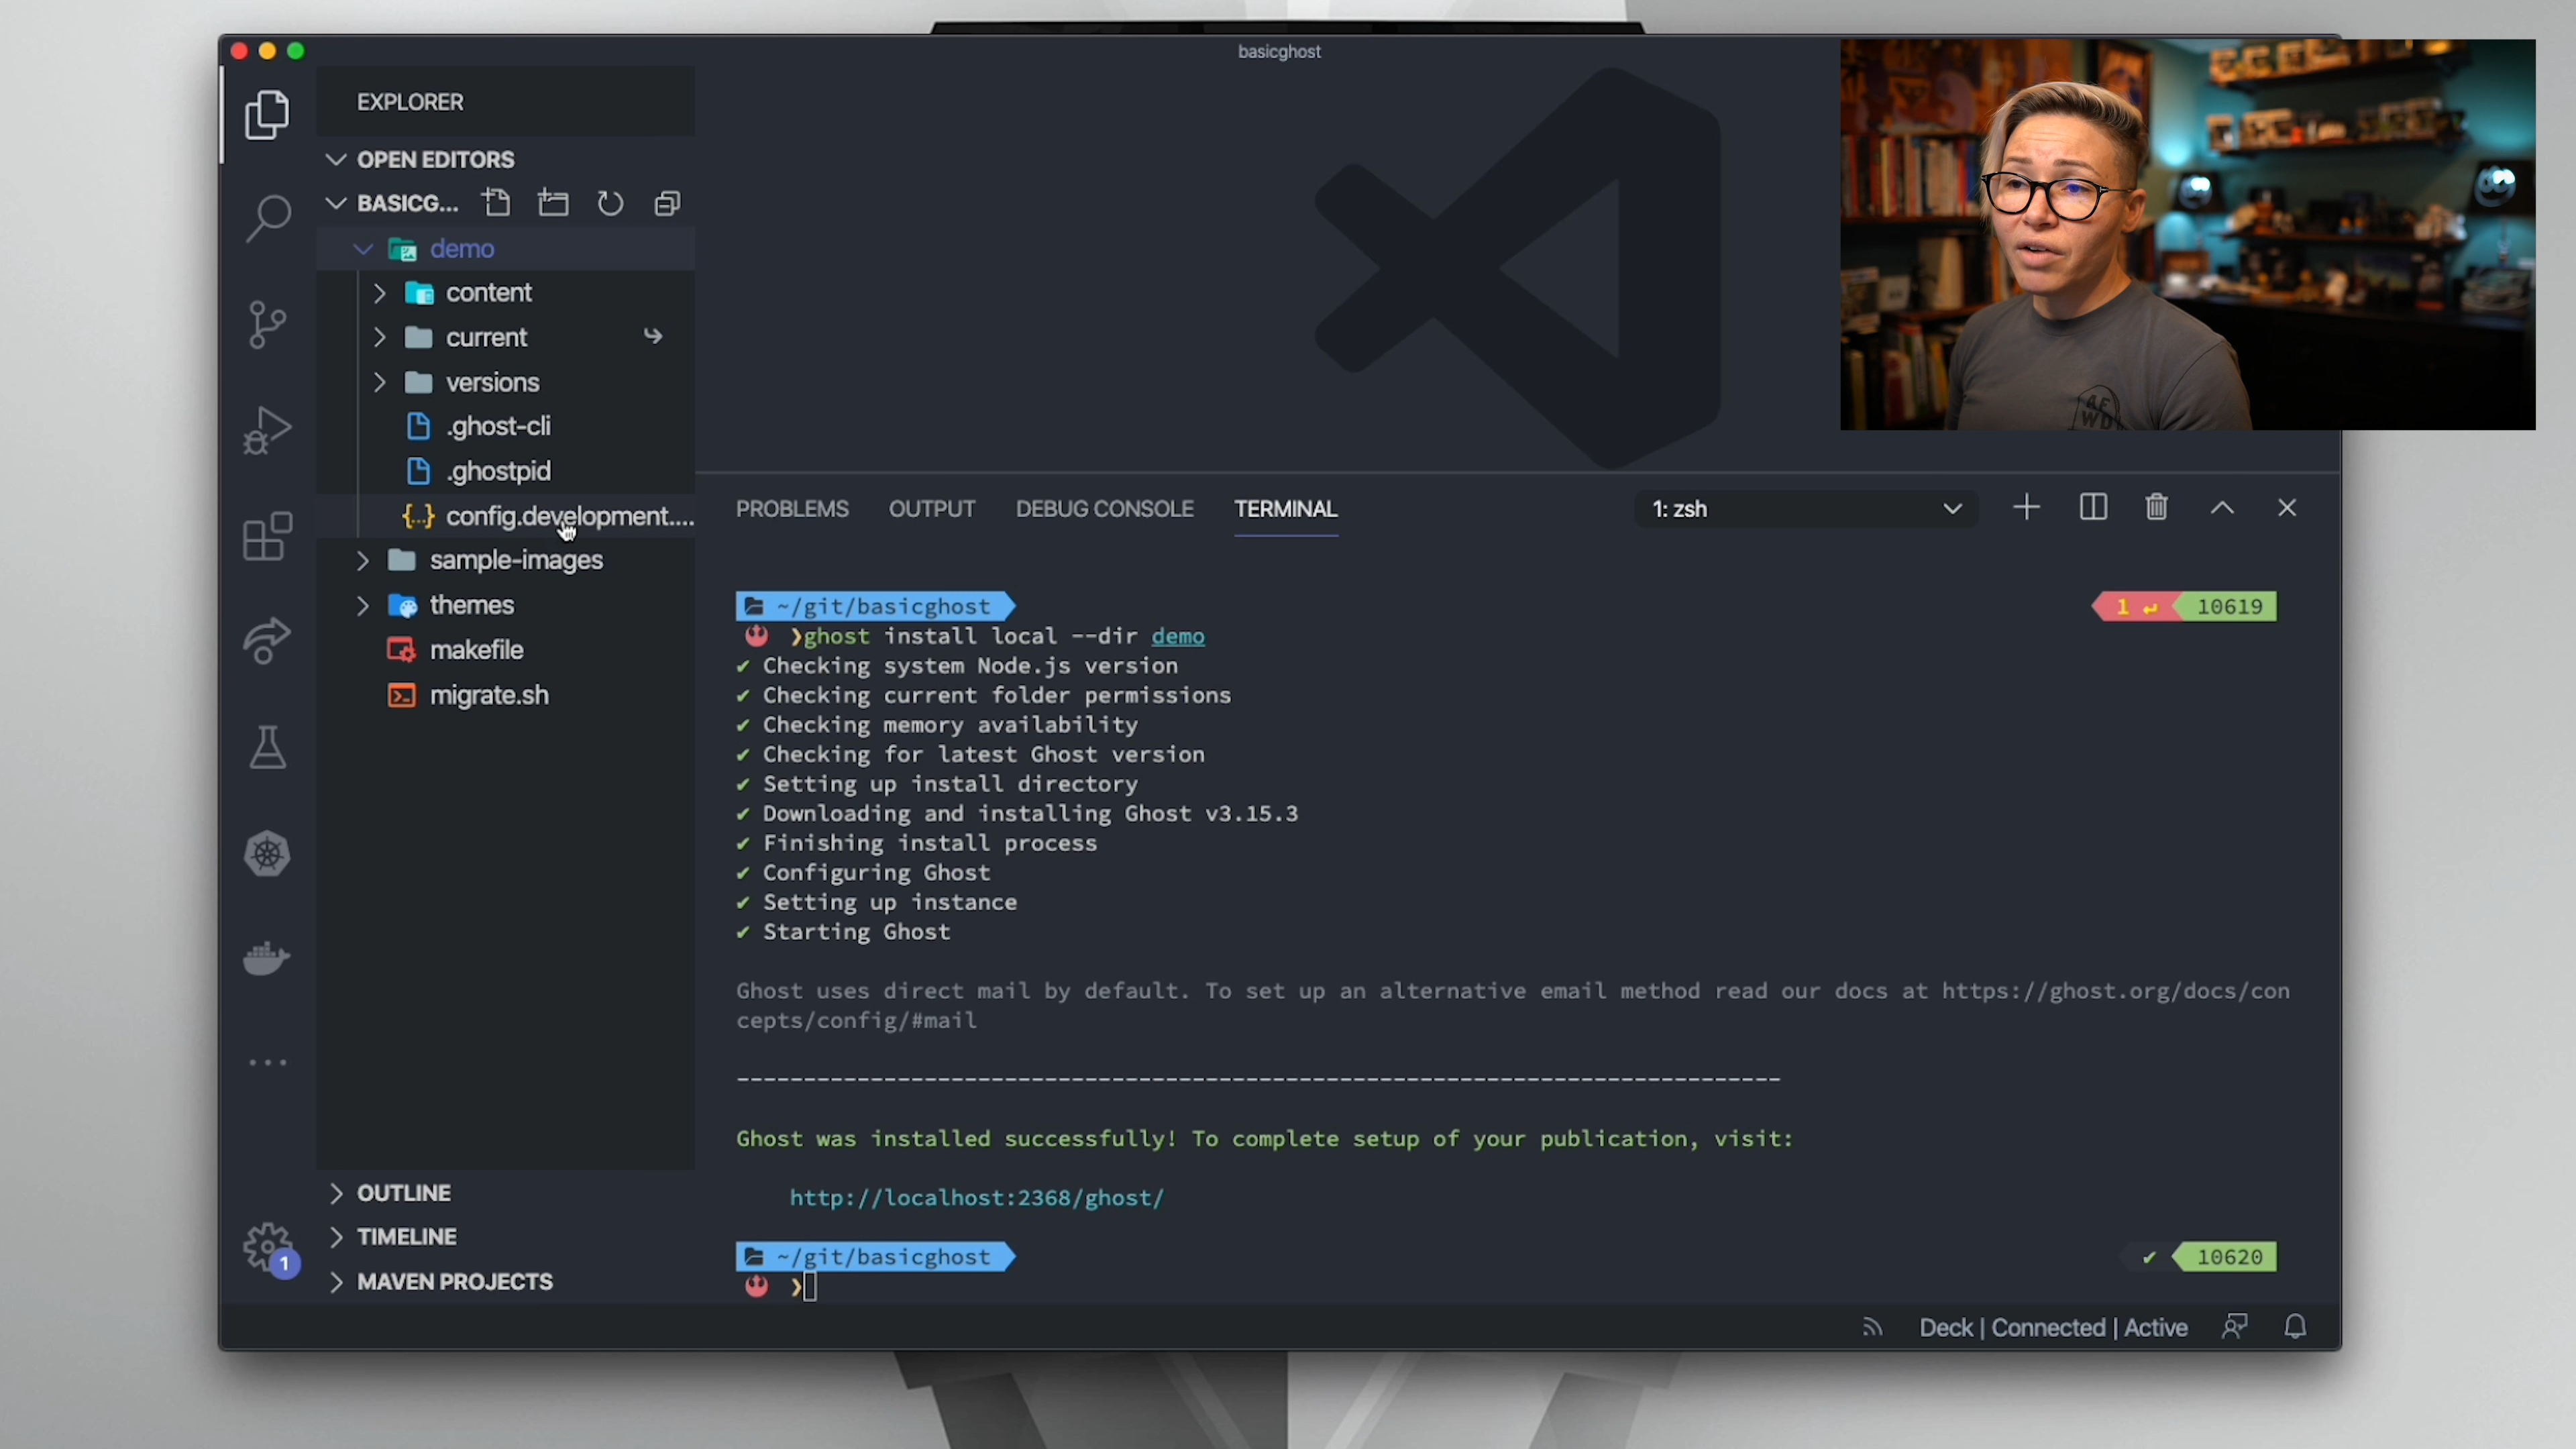 basicghost
EXPLORER
OPEN EDITORS
BASICG...
demo
content
current
versions
.ghost-cli
.ghostpid
config.development....
sample-images
themes
makefile
migrate.sh
OUTLINE
TIMELINE
MAVEN PROJECTS
1
PROBLEMS OUTPUT DEBUG CONSOLE TERMINAL 1: zsh
~/git/basicghost 1 ↵ 10619
❯ghost install local --dir demo
✔ Checking system Node.js version
✔ Checking current folder permissions
✔ Checking memory availability
✔ Checking for latest Ghost version
✔ Setting up install directory
✔ Downloading and installing Ghost v3.15.3
✔ Finishing install process
✔ Configuring Ghost
✔ Setting up instance
✔ Starting Ghost
Ghost uses direct mail by default. To set up an alternative email method read our docs at https://ghost.org/docs/con
cepts/config/#mail
------------------------------------------------------------------------------
Ghost was installed successfully! To complete setup of your publication, visit:
http://localhost:2368/ghost/
~/git/basicghost ✔ 10620
❯
Deck | Connected | Active
AF
WD